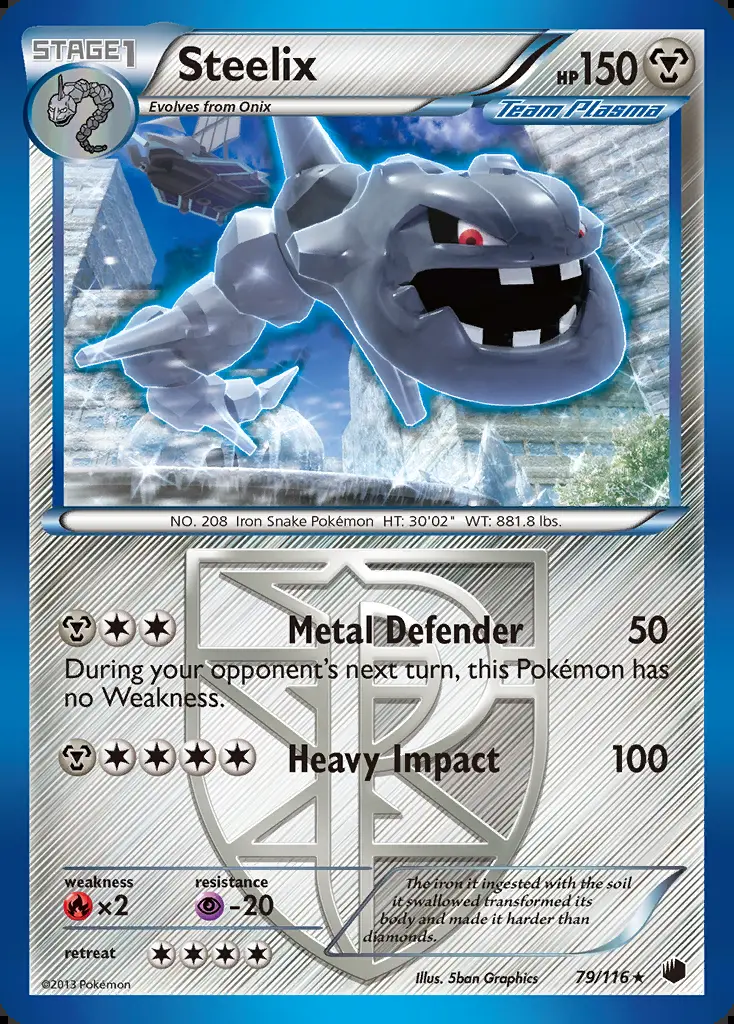 STAGE1
Steelix
HP150
Evolves from Onix
Team Plasma
NO. 208 Iron Snake Pokémon HT: 30'02" WT: 881.8 lbs.
Metal Defender 50
During your opponent's next turn, this Pokémon has
no Weakness.
Heavy Impact 100
weakness
×2
resistance
-20
The iron it ingested with the soil
it swallowed transformed its
body and made it harder than
diamonds.
retreat
©2013 Pokémon
Illus. 5ban Graphics
79/116★